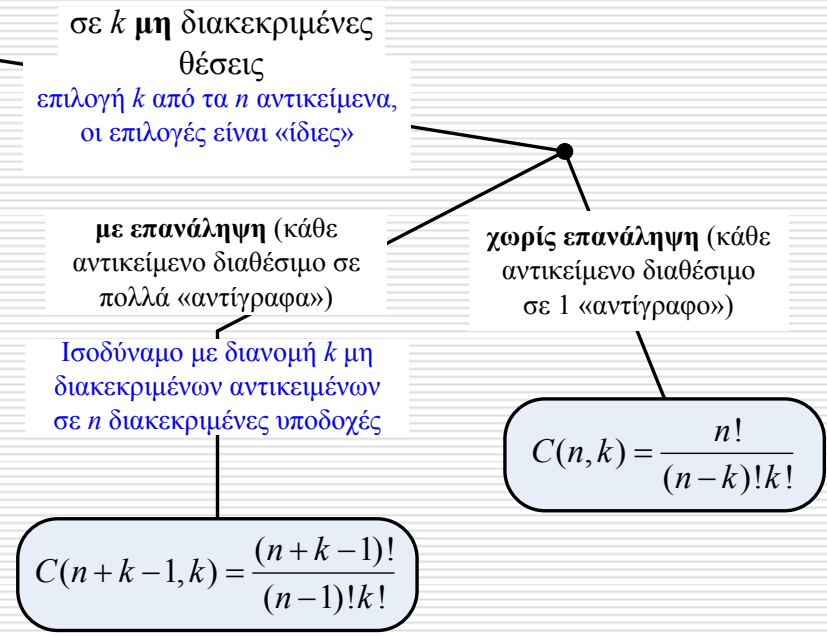 σε k μη διακεκριμένες
θέσεις
επιλογή k από τα n αντικείμενα,
οι επιλογές είναι «ίδιες»
με επανάληψη (κάθε
αντικείμενο διαθέσιμο σε
πολλά «αντίγραφα»)
χωρίς επανάληψη (κάθε
αντικείμενο διαθέσιμο
σε 1 «αντίγραφο»)
Ισοδύναμο με διανομή k μη
διακεκριμένων αντικειμένων
σε n διακεκριμένες υποδοχές
C(n,k) = n! / (n−k)!k!
C(n+k−1,k) = (n+k−1)! / (n−1)!k!